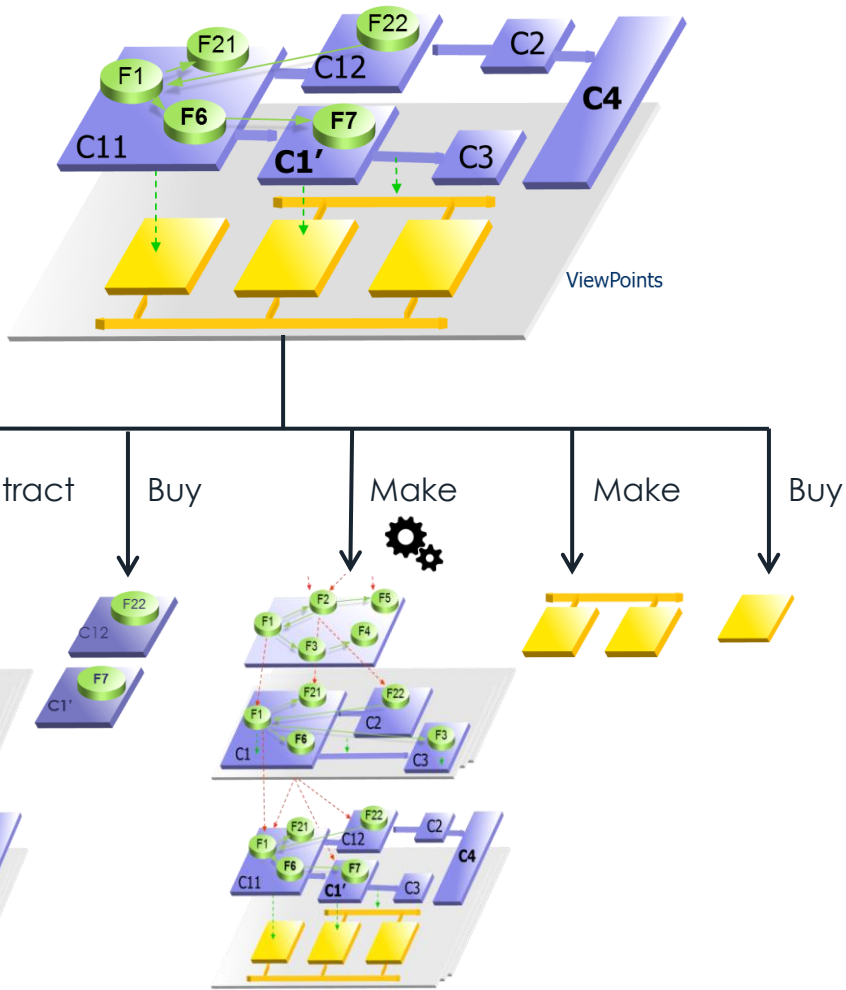 F22
F21
C2
F1
C12
C4
F6
F7
C11
C1’
C3
ViewPoints
tract
Buy
Make
Make
Buy
F22
C12
F7
C1'
F2
F5
F1
F4
F3
F21
F22
F1
C2
F6
F3
C1
C3
F22
F21
C2
F1
C12
C4
F6
F7
C11
C1’
C3